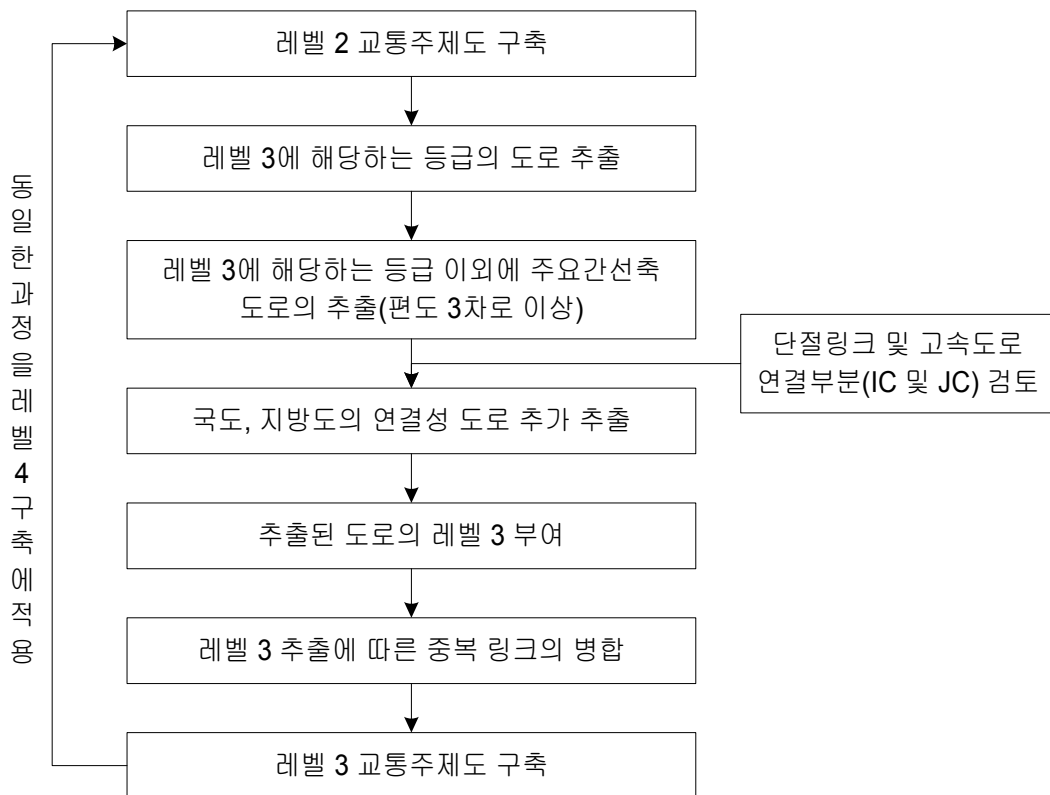 레벨 2 교통주제도 구축
레벨 3에 해당하는 등급의 도로 추출
레벨 3에 해당하는 등급 이외에 주요간선축
도로의 추출(편도 3차로 이상)
단절링크 및 고속도로
연결부분(IC 및 JC) 검토
국도, 지방도의 연결성 도로 추가 추출
추출된 도로의 레벨 3 부여
레벨 3 추출에 따른 중복 링크의 병합
레벨 3 교통주제도 구축
동일한과정을레벨4구축에적용